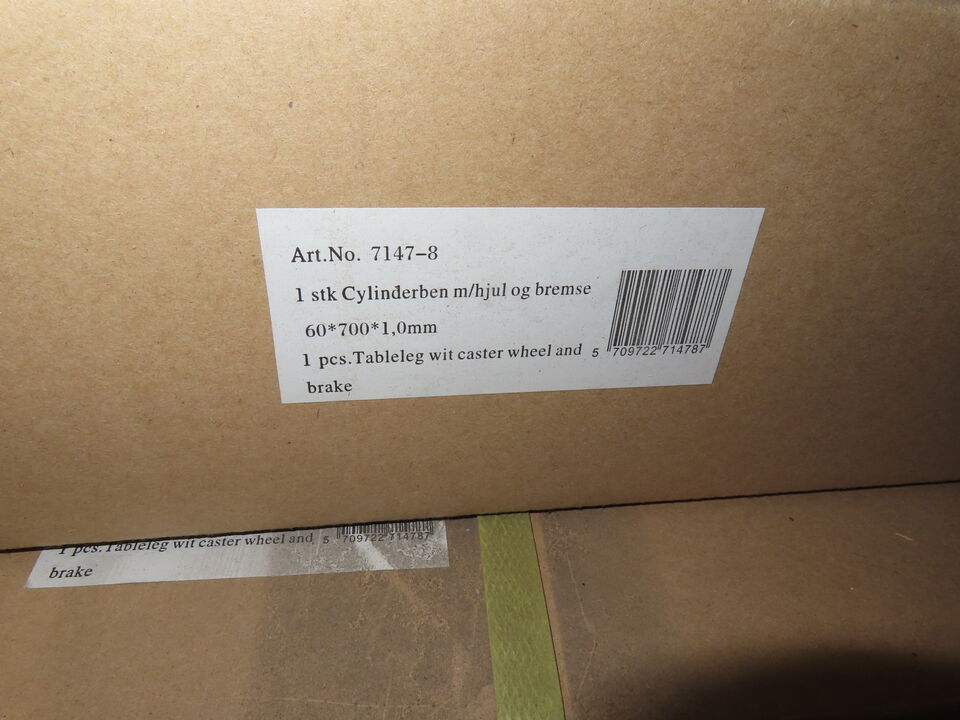 Art.No. 7147-8
1 stk Cylinderben m/hjul og bremse
60*700*1,0mm
1 pcs.Tableleg wit caster wheel and
brake
5 709722 714787
1 pcs.Tableleg wit caster wheel and
5 709722 714787
brake